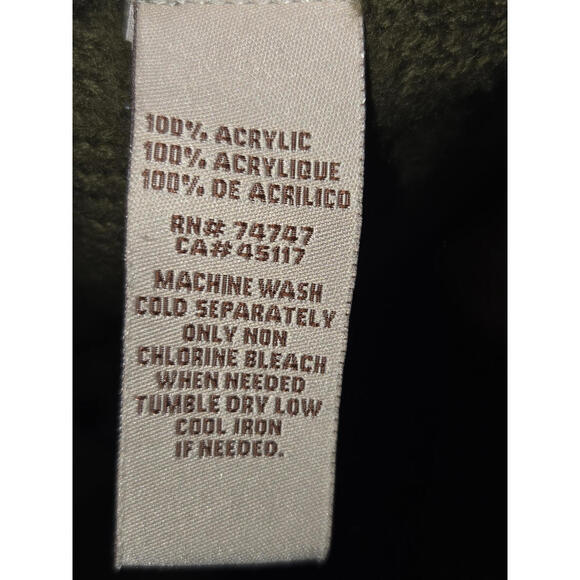 100% ACRYLIC
100% ACRYLIQUE
100% DE ACRILICO
RN# 74747
CA# 45117
MACHINE WASH
COLD SEPARATELY
ONLY NON
CHLORINE BLEACH
WHEN NEEDED
TUMBLE DRY LOW
COOL IRON
IF NEEDED.